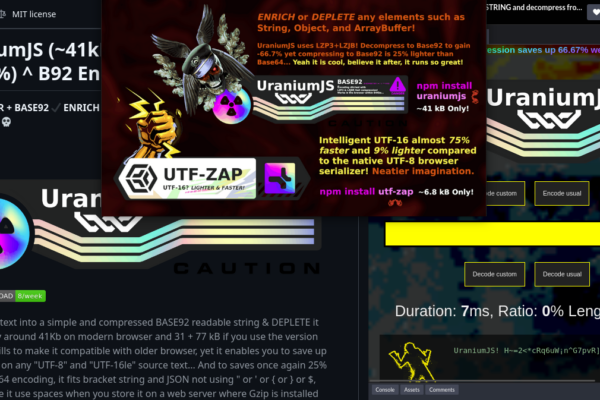 MIT license
umJS (~41k
%) ^ B92 En
R + BASE92 ✓ ENRICH
💀
Uran
CAUTION
OAD 8/week
text into a simple and compressed BASE92 readable string & DEPLETE it
y around 41Kb on modern browser and 31 + 77 kB if you use the version
ills to make it compatible with older browser, yet it enables you to save up
on any "UTF-8" and "UTF-16le" source text... And to saves once again 25%
64 encoding, it fits bracket string and JSON not using " or ' or { or } or $,
e it use spaces when you store it on a web server where Gzip is installed
ENRICH or DEPLETE any elements such as
String, Object, and ArrayBuffer!
UraniumJS uses LZP3+LZJB! Decompress to Base92 to gain
-66.7% yet compressing to Base92 is 25% lighter than
Base64... Yeah it is cool, believe it after, it runs so great!
UraniumJS BASE92
npm install
uraniumjs
~41 kB Only!
Intelligent UTF-16 almost 75%
faster and 9% lighter compared
to the native UTF-8 browser
serializer! Neatier imagination.
UTF-ZAP
UTF-16? LIGHTER & FASTER!
npm install utf-zap ~6.8 kB Only!
STRING and decompress fro...
ession saves up 66.67% w
raniumJ
custom
Encode usual
Decode custom
Decode usual
Duration: 7ms, Ratio: 0% Leng
Console
Assets
Comments